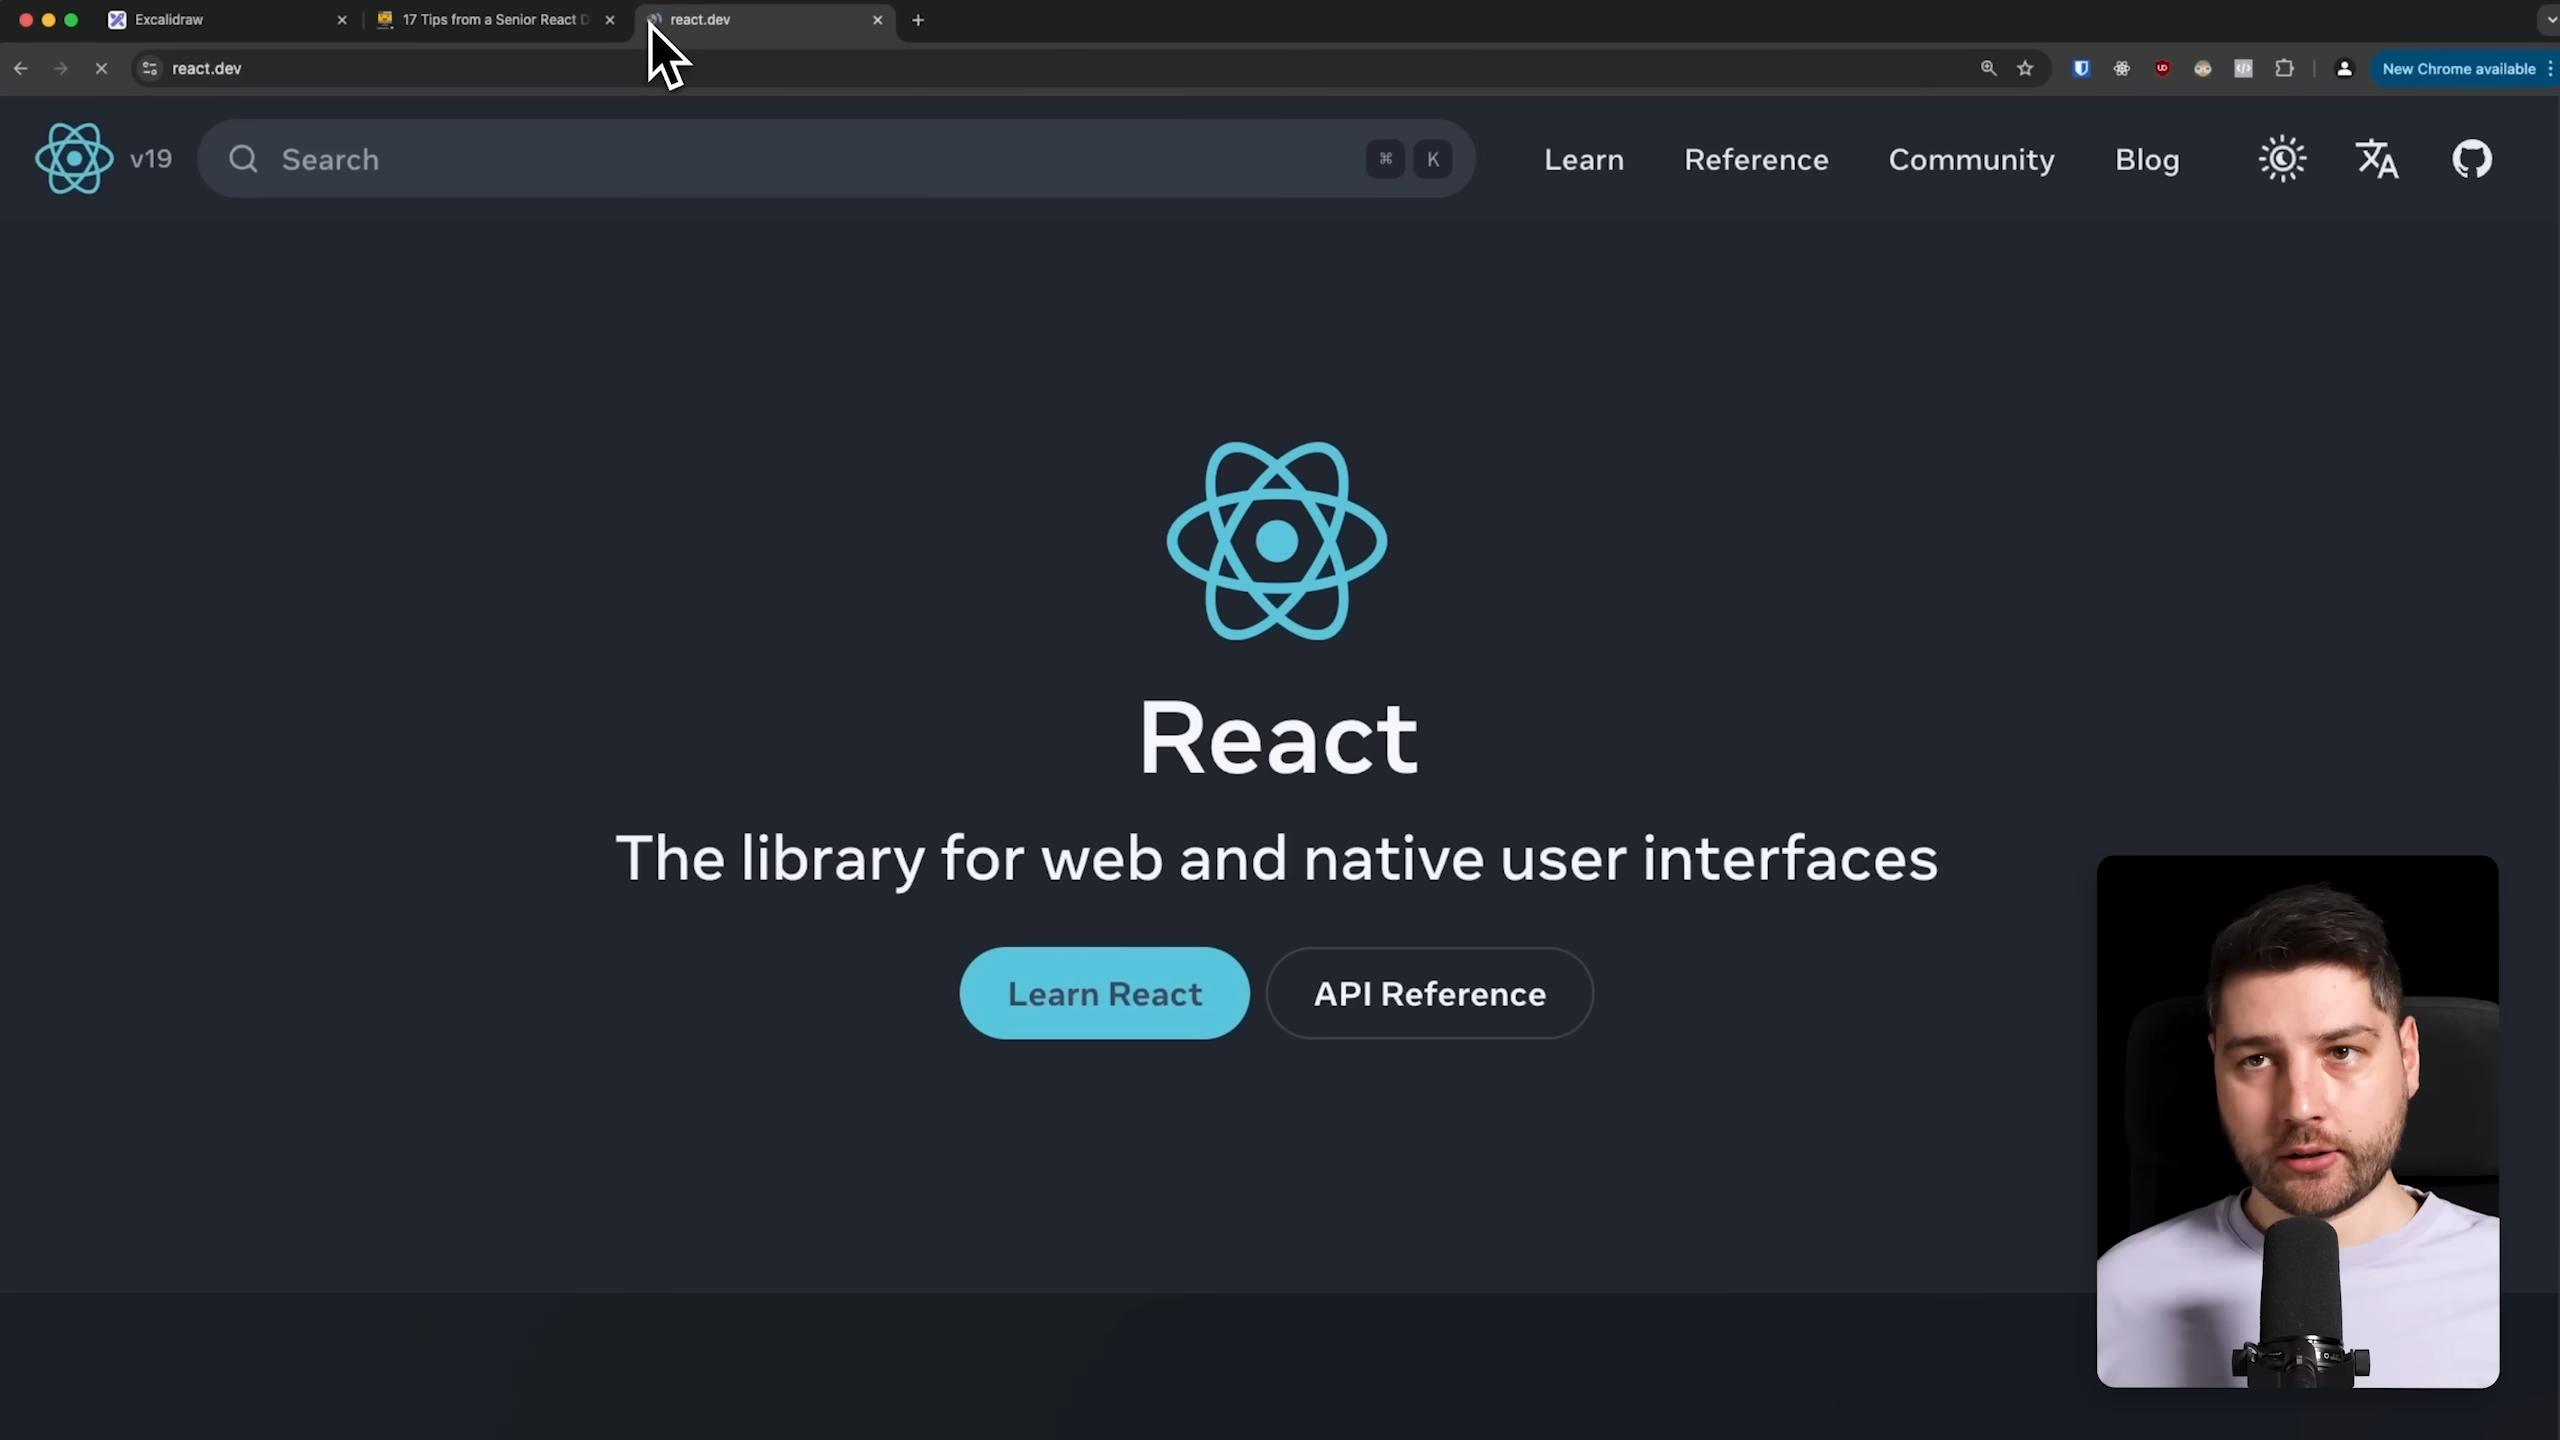 Excalidraw
17 Tips from a Senior React D
react.dev
react.dev
New Chrome available
v19
Search
⌘ K
Learn
Reference
Community
Blog
React
The library for web and native user interfaces
Learn React
API Reference